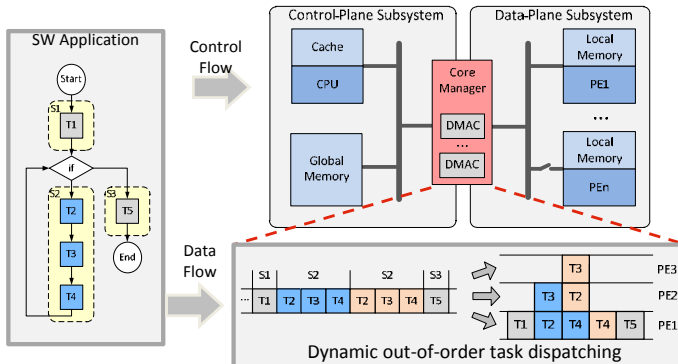 SW Application
Start
S1
T1
if
S2
S3
T2
T5
T3
End
T4
Control
Flow
Data
Flow
Control-Plane Subsystem
Cache
CPU
Global
Memory
Core
Manager
DMAC
...
DMAC
Data-Plane Subsystem
Local
Memory
PE1
...
Local
Memory
PEn
S1 S2 S2 S3
... T1 T2 T3 T4 T2 T3 T4 T5
T3 PE3
T3 T2 PE2
T1 T2 T4 T4 T5 PE1
Dynamic out-of-order task dispatching